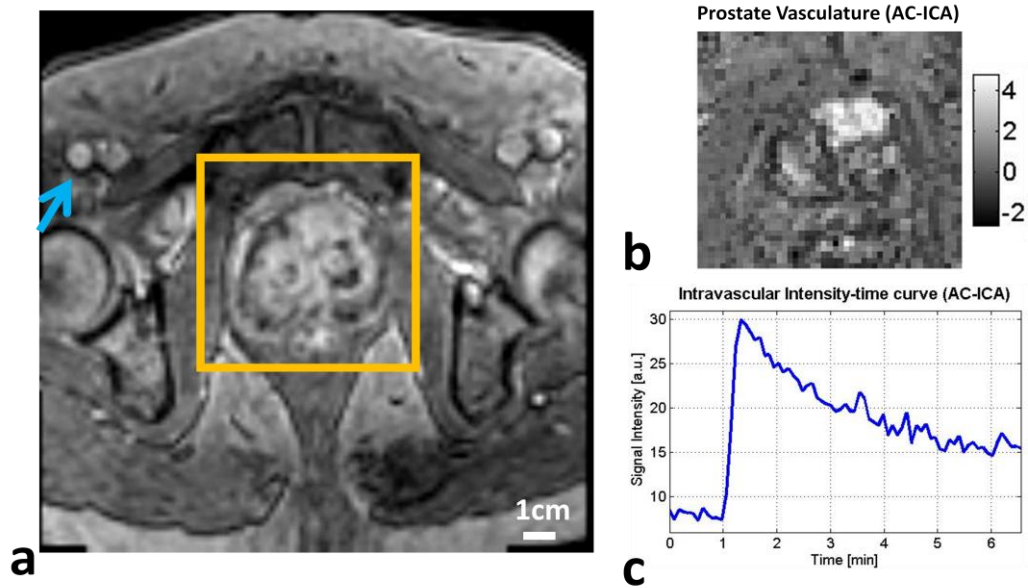 a
1cm
Prostate Vasculature (AC-ICA)
4
2
0
-2
b
Intravascular Intensity-time curve (AC-ICA)
Signal Intensity [a.u.]
30
25
20
15
10
0 1 2 3 4 5 6
Time [min]
c